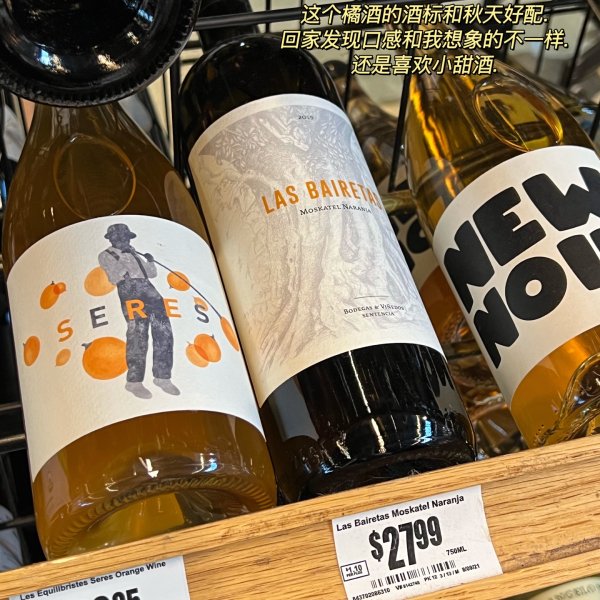 这个橘酒的酒标和秋天好配.
回家发现口感和我想象的不一样.
还是喜欢小甜酒.
SERES
2019
LAS BAIRETAS
MOSKATEL NARANJA
BODEGAS & VIÑEDOS
SENTENCIA
NEW
Las Bairetas Moskatel Naranja
$27.99
750ML
Les Equilibristes Seres Orange Wine